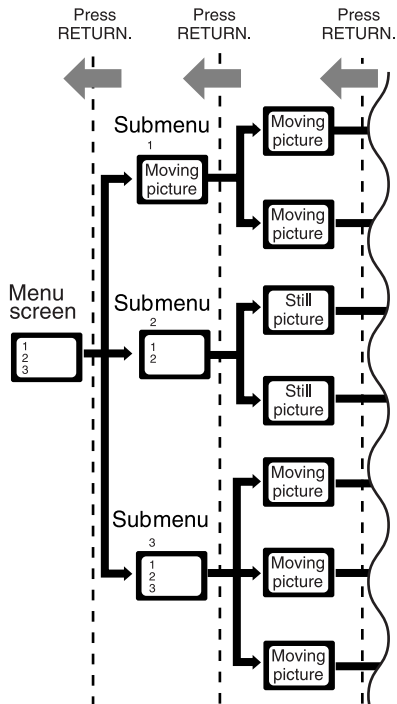 Press
RETURN.
Press
RETURN.
Press
RETURN.
Submenu
1
Moving
picture
Moving
picture
Moving
picture
Menu
screen
1
2
3
Submenu
2
1
2
Still
picture
Still
picture
Submenu
3
1
2
3
Moving
picture
Moving
picture
Moving
picture